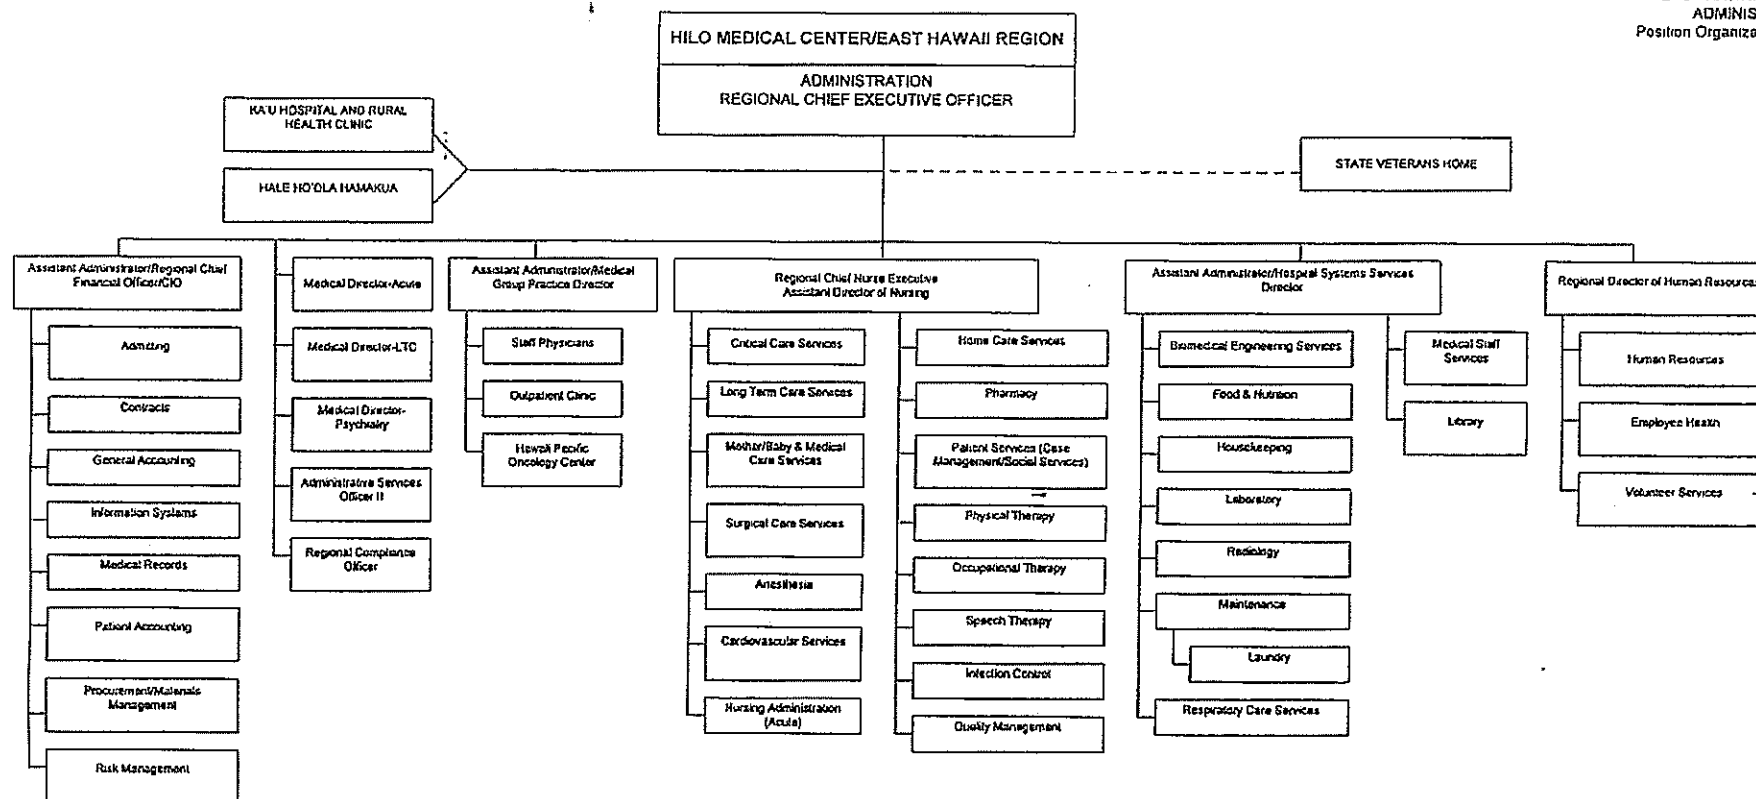 ADMINIS
Position Organiza
HILO MEDICAL CENTER/EAST HAWAII REGION
ADMINISTRATION
REGIONAL CHIEF EXECUTIVE OFFICER
KA'U HOSPITAL AND RURAL
HEALTH CLINIC
HALE HO'OLA HAMAKUA
STATE VETERANS HOME
Assistant Administrator/Regional Chief
Financial Officer/CIO
Admitting
Contracts
General Accounting
Information Systems
Medical Records
Patient Accounting
Procurement/Materials
Management
Risk Management
Medical Director-Acute
Medical Director-LTC
Medical Director-
Psychiatry
Administrative Services
Officer II
Regional Compliance
Officer
Assistant Administrator/Medical
Group Practice Director
Staff Physicians
Outpatient Clinic
Hawaii Pacific
Oncology Center
Regional Chief Nurse Executive
Assistant Director of Nursing
Critical Care Services
Long Term Care Services
Mother/Baby & Medical
Care Services
Surgical Care Services
Anesthesia
Cardiovascular Services
Nursing Administration
(Acute)
Home Care Services
Pharmacy
Patient Services (Case
Management/Social Services)
Physical Therapy
Occupational Therapy
Speech Therapy
Infection Control
Quality Management
Assistant Administrator/Hospital Systems Services
Director
Biomedical Engineering Services
Food & Nutrition
Housekeeping
Laboratory
Radiology
Maintenance
Laundry
Respiratory Care Services
Medical Staff
Services
Library
Regional Director of Human Resources
Human Resources
Employee Health
Volunteer Services